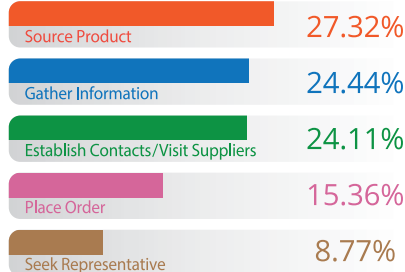 Source Product 27.32%
Gather Information 24.44%
Establish Contacts/Visit Suppliers 24.11%
Place Order 15.36%
Seek Representative 8.77%